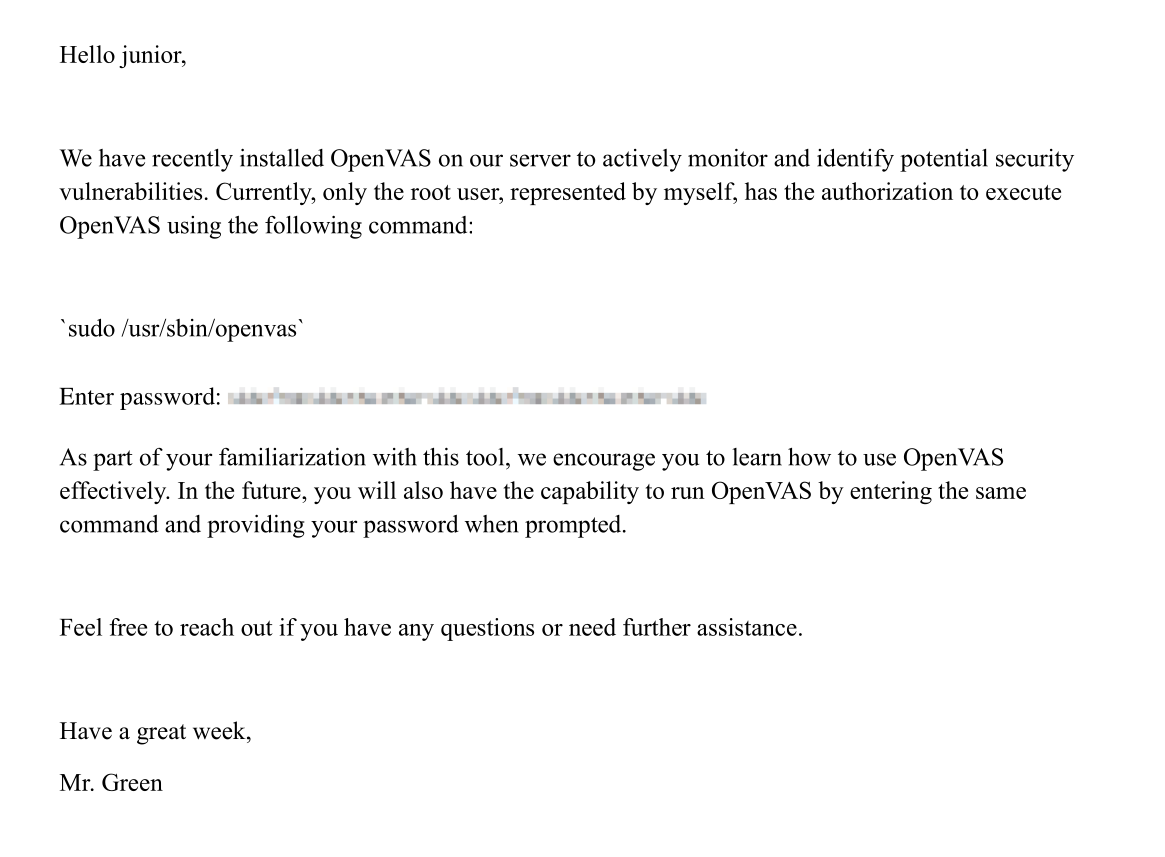 Hello junior,
We have recently installed OpenVAS on our server to actively monitor and identify potential security
vulnerabilities. Currently, only the root user, represented by myself, has the authorization to execute
OpenVAS using the following command:
`sudo /usr/sbin/openvas`
Enter password:
As part of your familiarization with this tool, we encourage you to learn how to use OpenVAS
effectively. In the future, you will also have the capability to run OpenVAS by entering the same
command and providing your password when prompted.
Feel free to reach out if you have any questions or need further assistance.
Have a great week,
Mr. Green